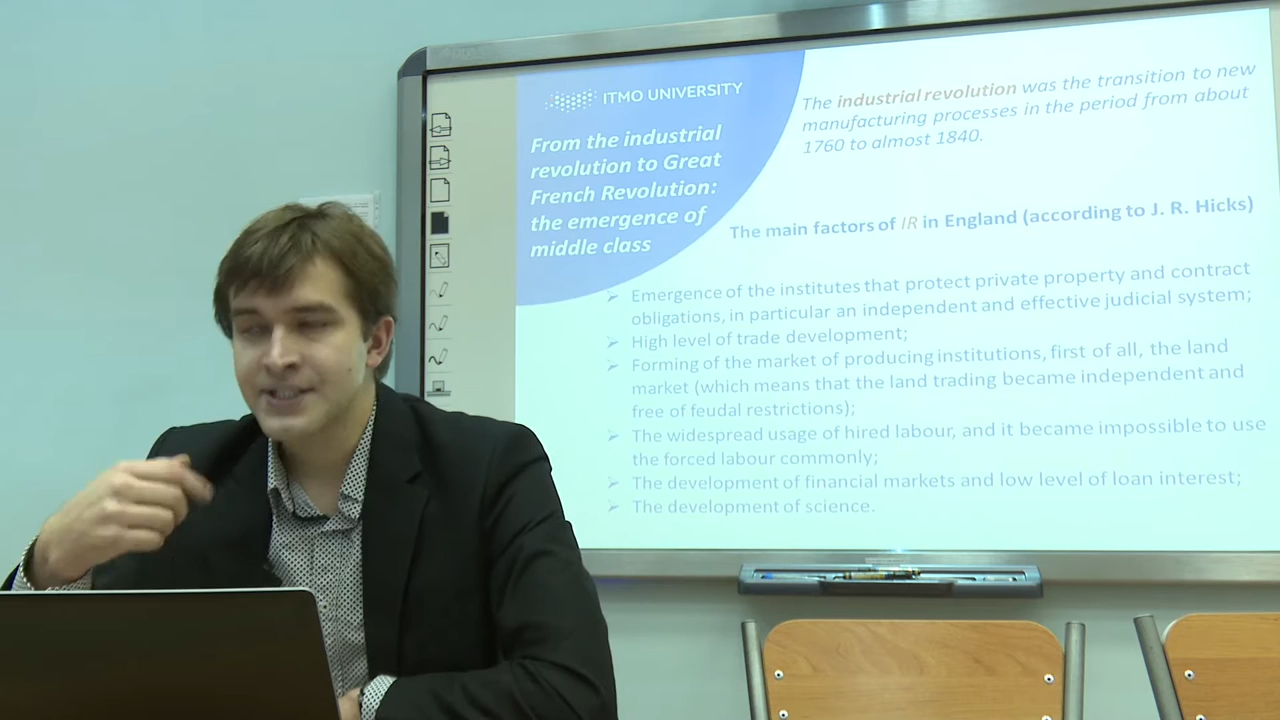 ITMO UNIVERSITY
From the industrial
revolution to Great
French Revolution:
the emergence of
middle class
The industrial revolution was the transition to new
manufacturing processes in the period from about
1760 to almost 1840.
The main factors of IR in England (according to J. R. Hicks)
Emergence of the institutes that protect private property and contract
obligations, in particular an independent and effective judicial system;
High level of trade development;
Forming of the market of producing institutions, first of all, the land
market (which means that the land trading became independent and
free of feudal restrictions);
The widespread usage of hired labour, and it became impossible to use
the forced labour commonly;
The development of financial markets and low level of loan interest;
The development of science.